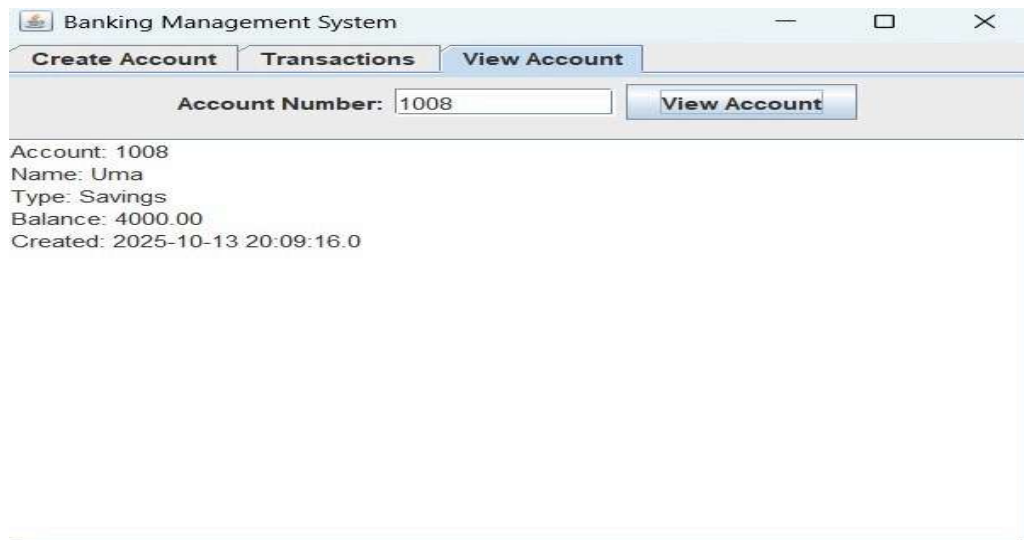 Banking Management System
Create Account Transactions View Account
Account Number: 1008 View Account
Account: 1008
Name: Uma
Type: Savings
Balance: 4000.00
Created: 2025-10-13 20:09:16.0